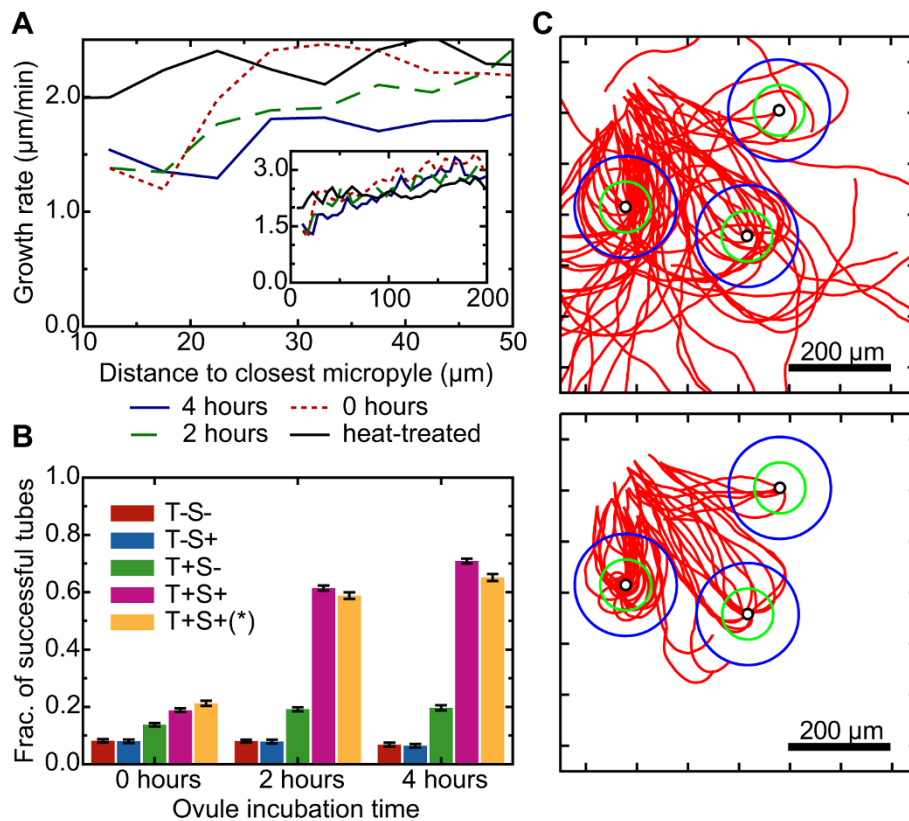 A
Growth rate (μm/min)
2.0
1.0
0.0
10 20 30 40 50
3.0
1.5
0.0
0 100 200
Distance to closest micropyle (μm)
4 hours 0 hours
2 hours heat-treated
B
Frac. of successful tubes
1.0
0.8
0.6
0.4
0.2
0.0
T-S-
T-S+
T+S-
T+S+
T+S+(*)
0 hours 2 hours 4 hours
Ovule incubation time
C
200 μm
200 μm